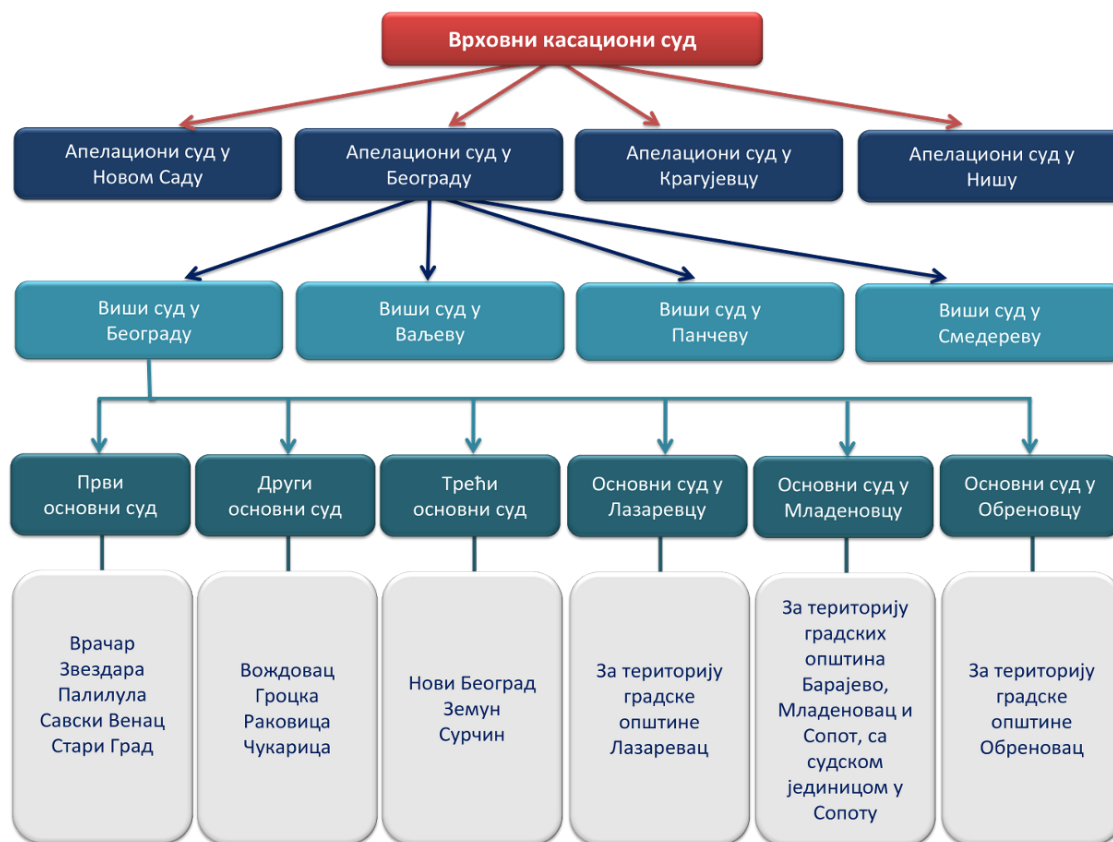 Врховни касациони суд
Апелациони суд у
Новом Саду
Апелациони суд у
Београду
Апелациони суд у
Крагујевцу
Апелациони суд у
Нишу
Виши суд у
Београду
Виши суд у
Ваљеву
Виши суд у
Панчеву
Виши суд у
Смедереву
Први
основни суд
Други
основни суд
Трећи
основни суд
Основни суд у
Лазаревцу
Основни суд у
Младеновцу
Основни суд у
Обреновцу
Врачар
Звездара
Палилула
Савски Венац
Стари Град
Вождовац
Гроцка
Раковица
Чукарица
Нови Београд
Земун
Сурчин
За територију
градске
општине
Лазаревац
За територију
градских
општина
Барајево,
Младеновац и
Сопот, са
судском
јединицом у
Сопоту
За територију
градске
општине
Обреновац